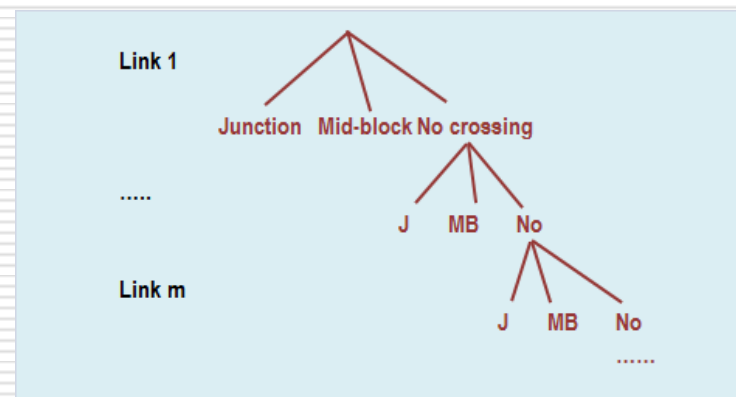 Link 1
Junction Mid-block No crossing
.....
J MB No
Link m
J MB No
......